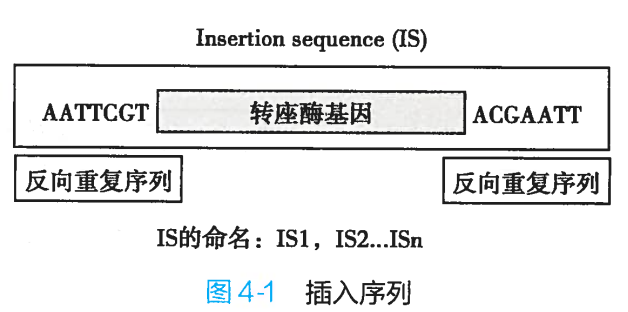 Insertion sequence (IS)
AATTCGT 转座酶基因 ACGAATT
反向重复序列 反向重复序列
IS的命名：IS1，IS2...ISn
图 4-1 插入序列